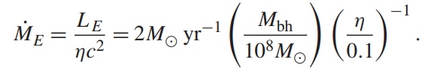 Ṁ_E = L_E / ηc² = 2M_⊙ yr⁻¹ (M_bh / 10⁸M_⊙) (η / 0.1)⁻¹.